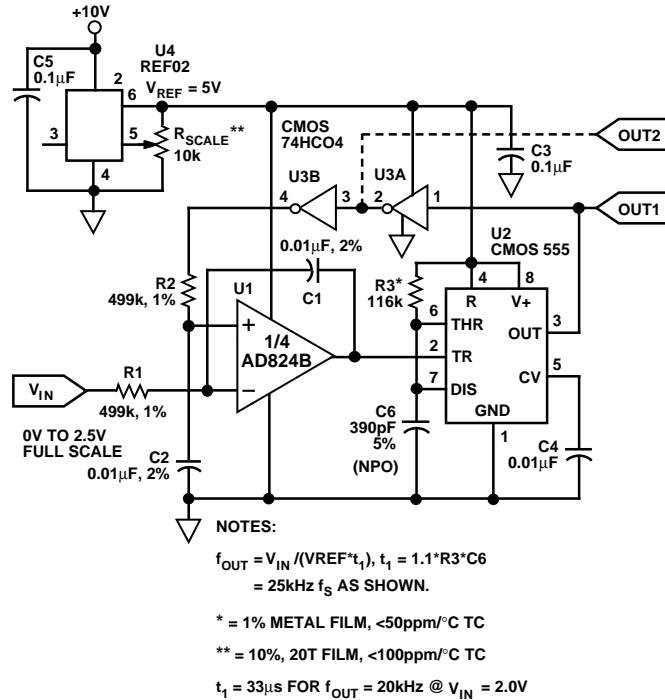 +10V
C5
0.1µF
U4
REF02
2
6
V_REF = 5V
3
5
R_SCALE**
10k
4
CMOS
74HCO4
OUT2
C3
0.1µF
U3B
U3A
4
3
2
1
OUT1
0.01µF, 2%
C1
U2
CMOS 555
R2
499k, 1%
U1
R3*
116k
4
8
R
V+
6
THR
OUT
3
+
1/4
AD824B
–
2
TR
5
7
DIS
CV
V_IN
R1
499k, 1%
GND
1
0V TO 2.5V
FULL SCALE
C2
0.01µF, 2%
C6
390pF
5%
(NPO)
C4
0.01µF
NOTES:
f_OUT = V_IN /(VREF*t_1), t_1 = 1.1*R3*C6
= 25kHz f_S AS SHOWN.
* = 1% METAL FILM, <50ppm/°C TC
** = 10%, 20T FILM, <100ppm/°C TC
t_1 = 33µs FOR f_OUT = 20kHz @ V_IN = 2.0V